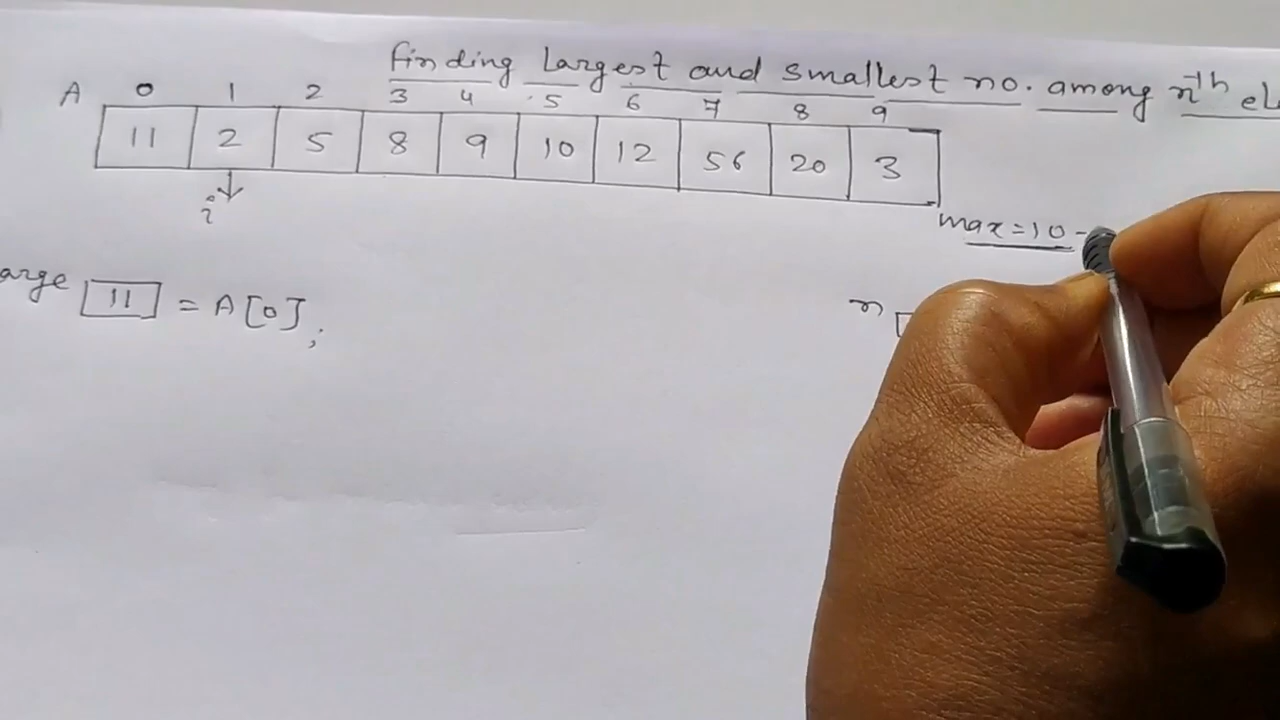 Finding Largest and smallest no. among nth
A 0 1 2 3 4 5 6 7 8 9
11 2 5 8 9 10 12 56 20 3
i
max=10-
arge 11 = A[0];
n